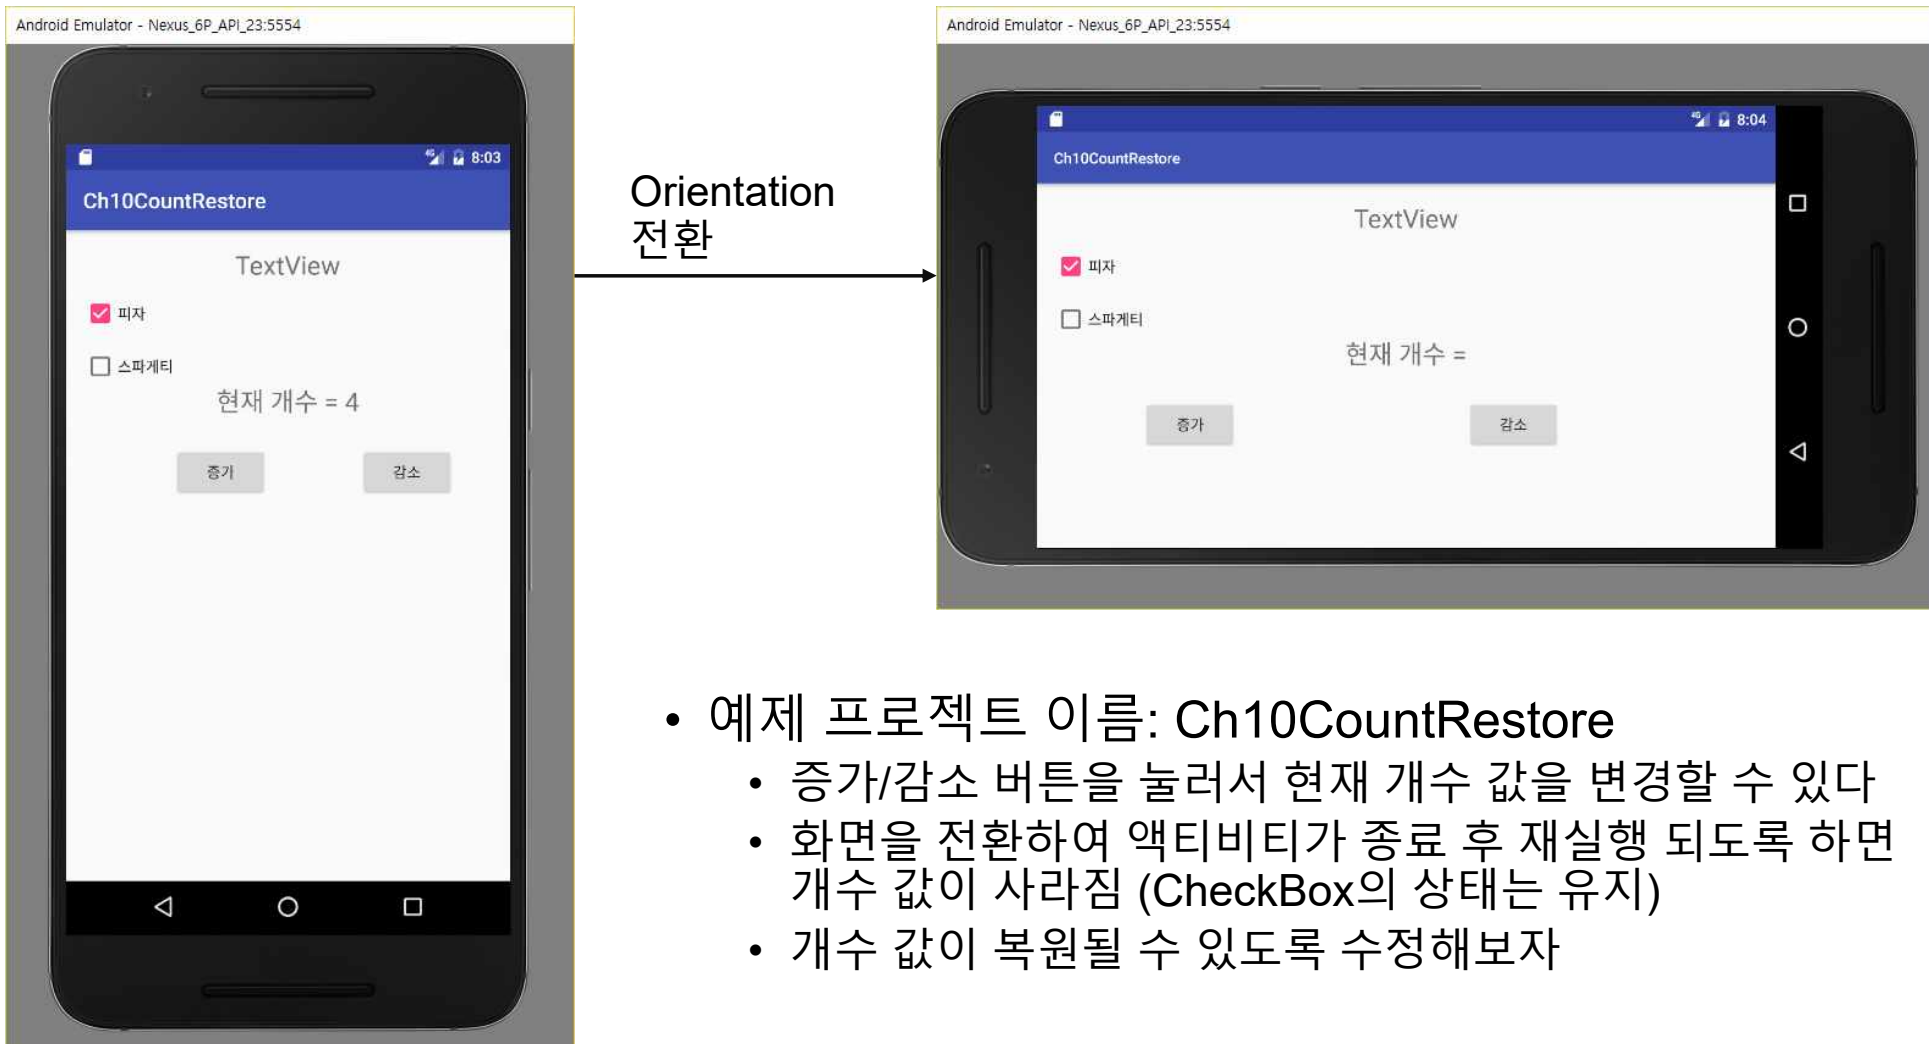 Android Emulator - Nexus_6P_API_23:5554
8:03
Ch10CountRestore
TextView
피자
스파게티
현재 개수 = 4
증가 감소
Orientation
전환
Android Emulator - Nexus_6P_API_23:5554
8:04
Ch10CountRestore
TextView
피자
스파게티
현재 개수 =
증가 감소
• 예제 프로젝트 이름: Ch10CountRestore
• 증가/감소 버튼을 눌러서 현재 개수 값을 변경할 수 있다
• 화면을 전환하여 액티비티가 종료 후 재실행 되도록 하면
개수 값이 사라짐 (CheckBox의 상태는 유지)
• 개수 값이 복원될 수 있도록 수정해보자